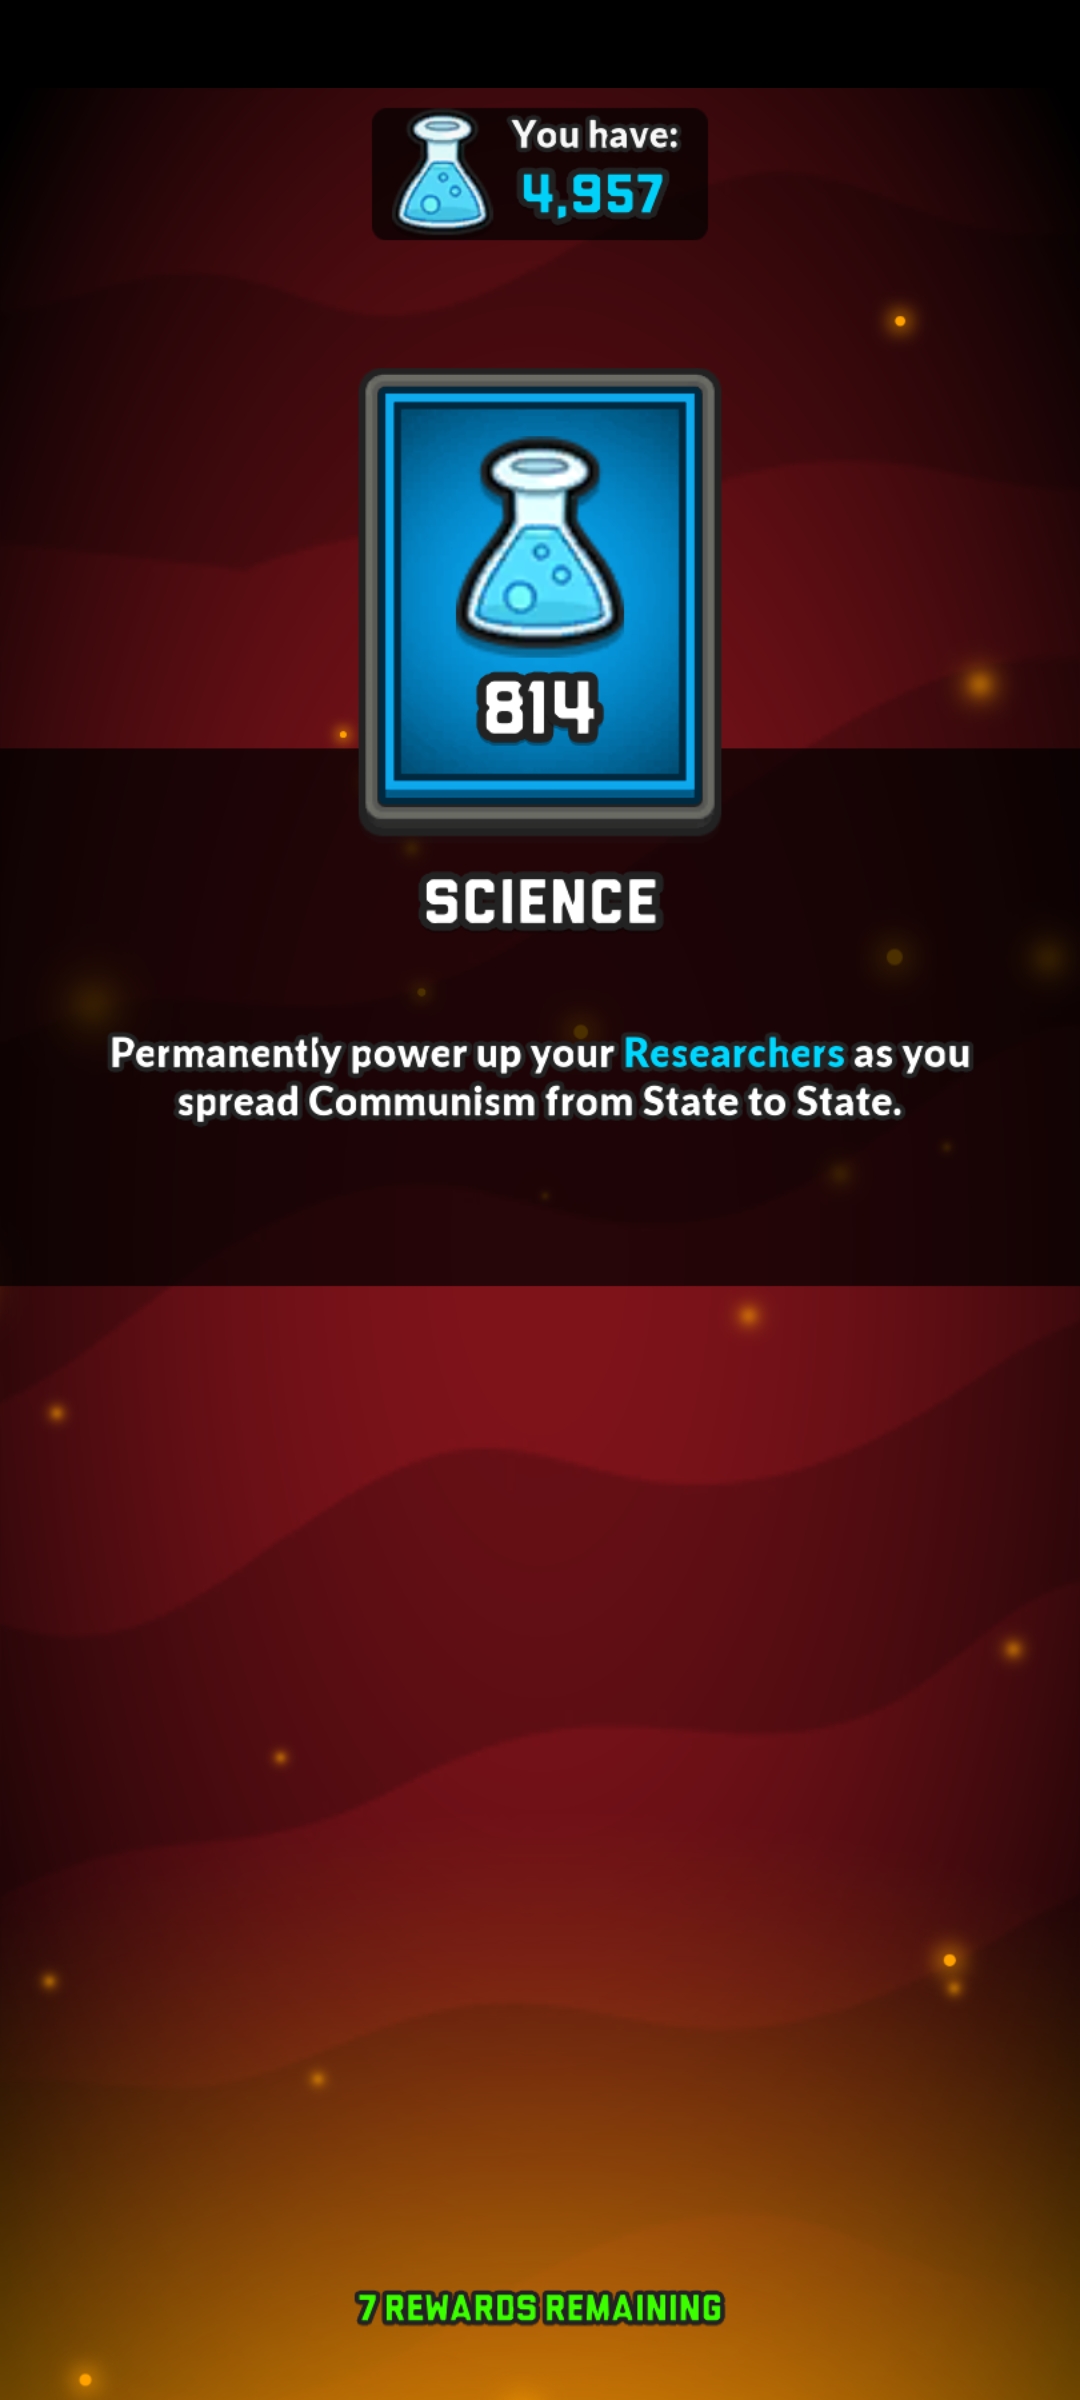 You have:
4,957
814
SCIENCE
Permanently power up your Researchers as you
spread Communism from State to State.
7 REWARDS REMAINING